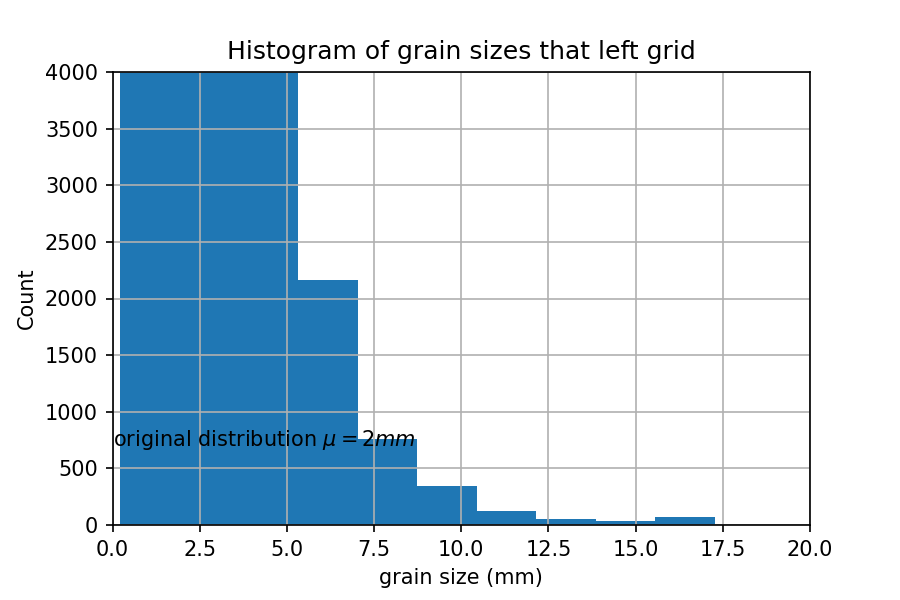 Histogram of grain sizes that left grid
4000
3500
3000
2500
2000
1500
1000
500
0
Count
original distribution μ = 2mm
0.0 2.5 5.0 7.5 10.0 12.5 15.0 17.5 20.0
grain size (mm)